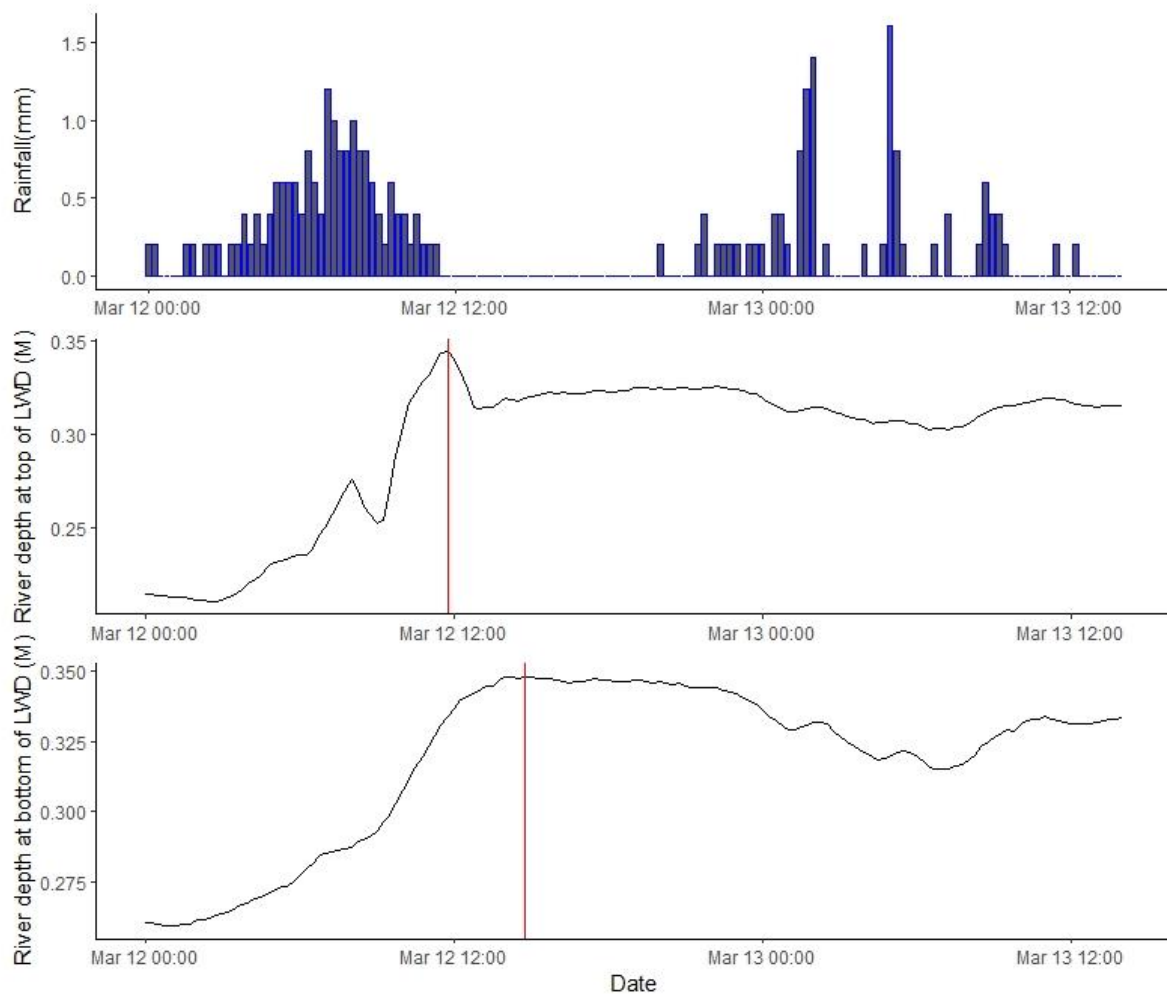 Rainfall(mm)
1.5
1.0
0.5
0.0
Mar 12 00:00 Mar 12 12:00 Mar 13 00:00 Mar 13 12:00
River depth at top of LWD (M)
0.35
0.30
0.25
Mar 12 00:00 Mar 12 12:00 Mar 13 00:00 Mar 13 12:00
River depth at bottom of LWD (M)
0.350
0.325
0.300
0.275
Mar 12 00:00 Mar 12 12:00 Mar 13 00:00 Mar 13 12:00
Date